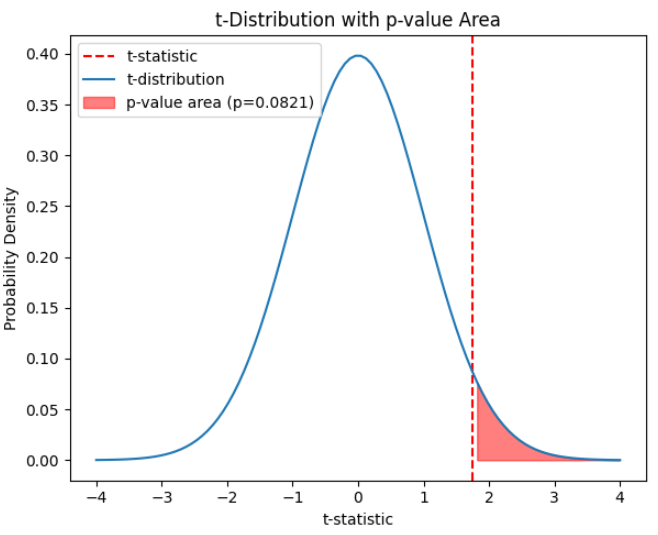 t-Distribution with p-value Area
t-statistic
t-distribution
p-value area (p=0.0821)
Probability Density
0.40
0.35
0.30
0.25
0.20
0.15
0.10
0.05
0.00
−4 −3 −2 −1 0 1 2 3 4
t-statistic